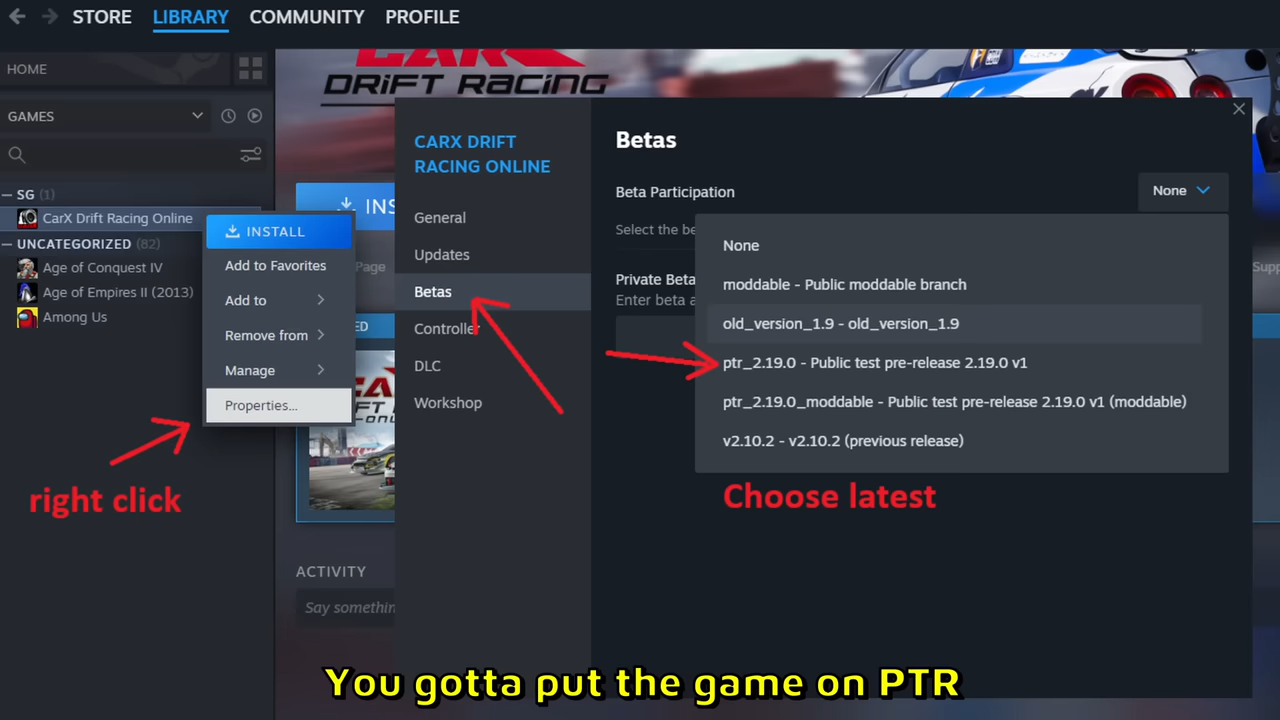 STORE LIBRARY COMMUNITY PROFILE
HOME
GAMES
SG (1)
CarX Drift Racing Online
UNCATEGORIZED (82)
Age of Conquest IV
Age of Empires II (2013)
Among Us
INSTALL
Add to Favorites
Add to
Remove from
Manage
Properties...
right click
DRIFT RACING
INS
Page
ED
ACTIVITY
Say somethin
CARX DRIFT
RACING ONLINE
General
Updates
Betas
Controller
DLC
Workshop
Betas
Beta Participation
None
Select the be
Private Beta
Enter beta a
None
moddable - Public moddable branch
old_version_1.9 - old_version_1.9
ptr_2.19.0 - Public test pre-release 2.19.0 v1
ptr_2.19.0_moddable - Public test pre-release 2.19.0 v1 (moddable)
v2.10.2 - v2.10.2 (previous release)
Choose latest
You gotta put the game on PTR